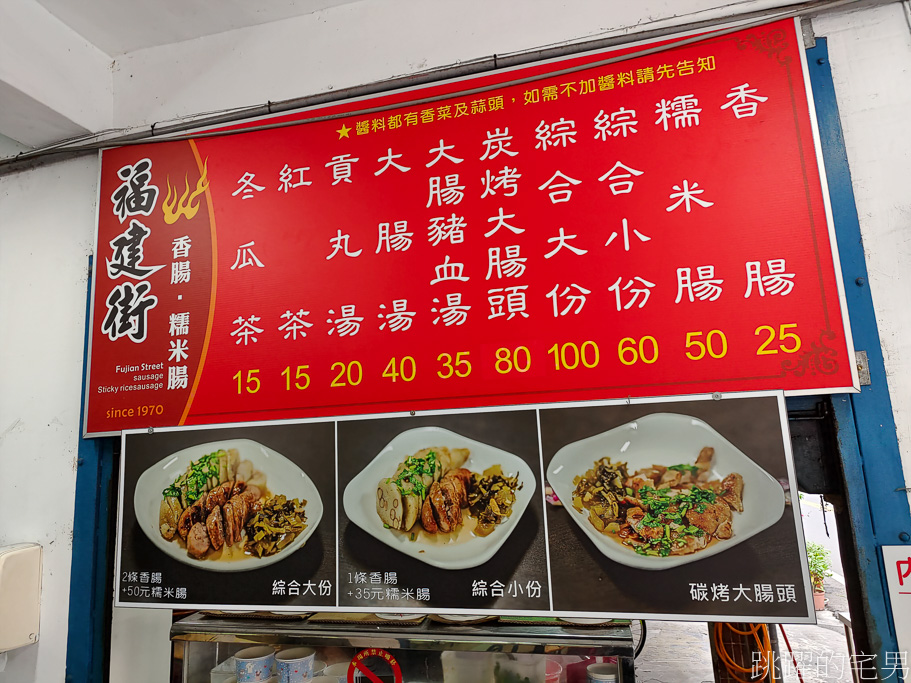 ★醬料都有香菜及蒜頭，如需不加醬料請先告知
香腸 25
糯米腸 50
綜合小份 60
綜合大份 100
炭烤大腸頭 80
大腸豬血湯 35
大腸湯 40
貢丸湯 20
紅茶 15
冬瓜茶 15
福建街
香腸・糯米腸
Fujian Street
sausage
Sticky ricesausage
since 1970
2條香腸
+50元糯米腸
綜合大份
1條香腸
+35元糯米腸
綜合小份
碳烤大腸頭
跳躍的宅男